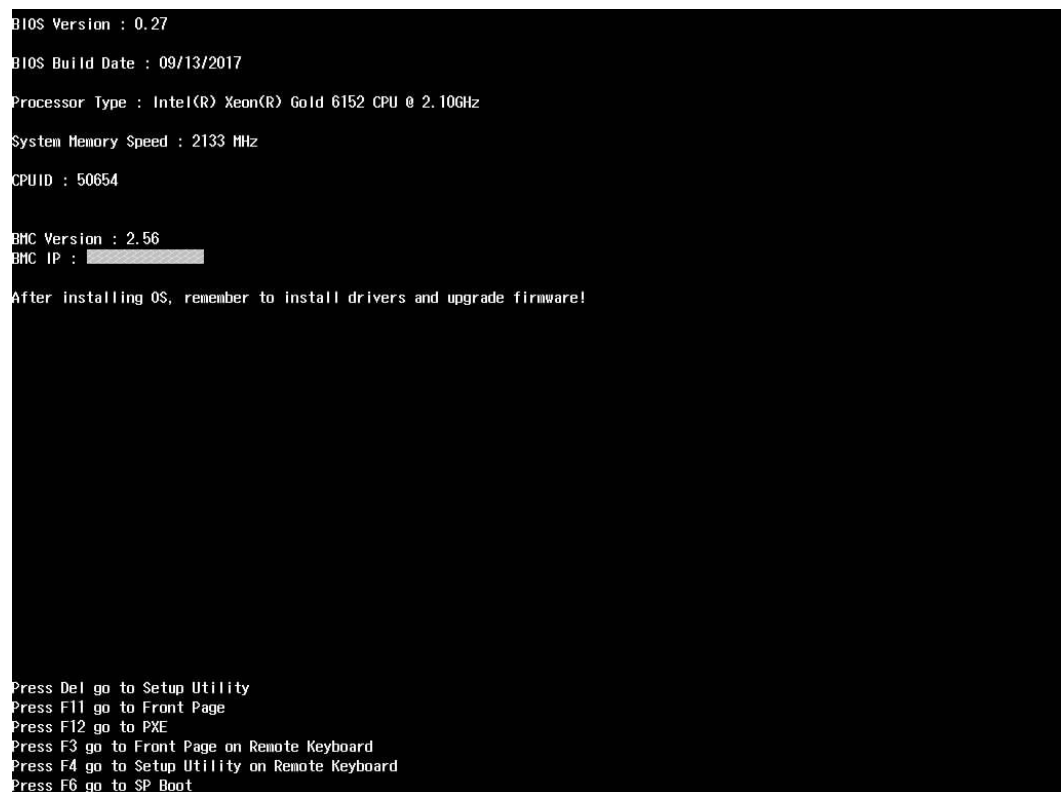 BIOS Version : 0.27
BIOS Build Date : 09/13/2017
Processor Type : Intel(R) Xeon(R) Gold 6152 CPU @ 2.10GHz
System Memory Speed : 2133 MHz
CPUID : 50654
BMC Version : 2.56
BMC IP :
After installing OS, remember to install drivers and upgrade firmware!
Press Del go to Setup Utility
Press F11 go to Front Page
Press F12 go to PXE
Press F3 go to Front Page on Remote Keyboard
Press F4 go to Setup Utility on Remote Keyboard
Press F6 go to SP Boot